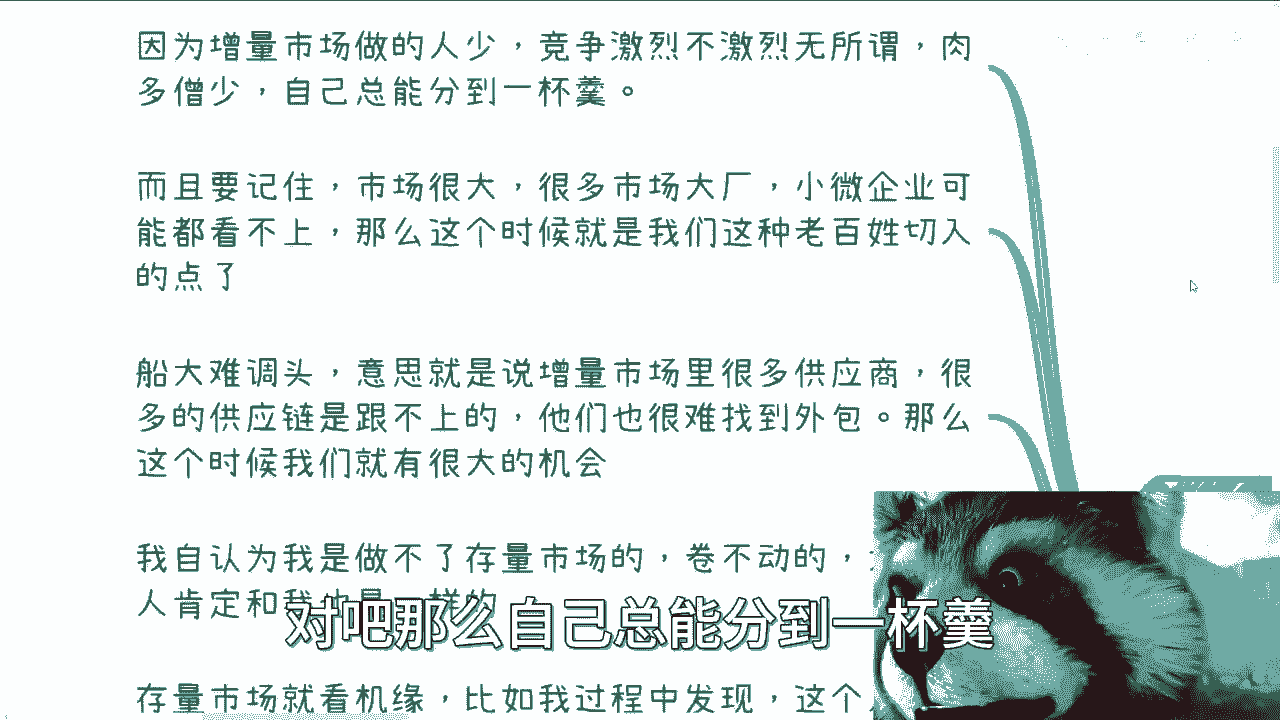 因为增量市场做的人少，竞争激烈不激烈无所谓，肉
多僧少，自己总能分到一杯羹。
而且要记住，市场很大，很多市场大厂，小微企业可
能都看不上，那么这个时候就是我们这种老百姓切入
的点了
船大难调头，意思就是说增量市场里很多供应商，很
多的供应链是跟不上的，他们也很难找到外包。那么
这个时候我们就有很大的机会
我自认为我是做不了存量市场的，卷不动的，
人肯定和我也是一样的
对吧那么自己总能分到一杯羹
存量市场就看机缘，比如我过程中发现，这个